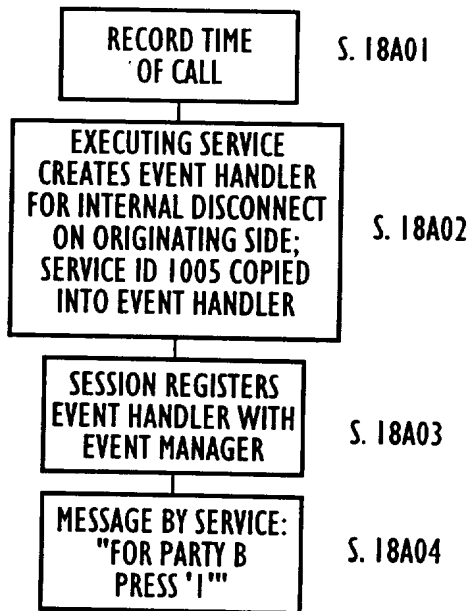 RECORD TIME
OF CALL
S. 18A01
EXECUTING SERVICE
CREATES EVENT HANDLER
FOR INTERNAL DISCONNECT
ON ORIGINATING SIDE;
SERVICE ID 1005 COPIED
INTO EVENT HANDLER
S. 18A02
SESSION REGISTERS
EVENT HANDLER WITH
EVENT MANAGER
S. 18A03
MESSAGE BY SERVICE:
"FOR PARTY B
PRESS '1'"
S. 18A04